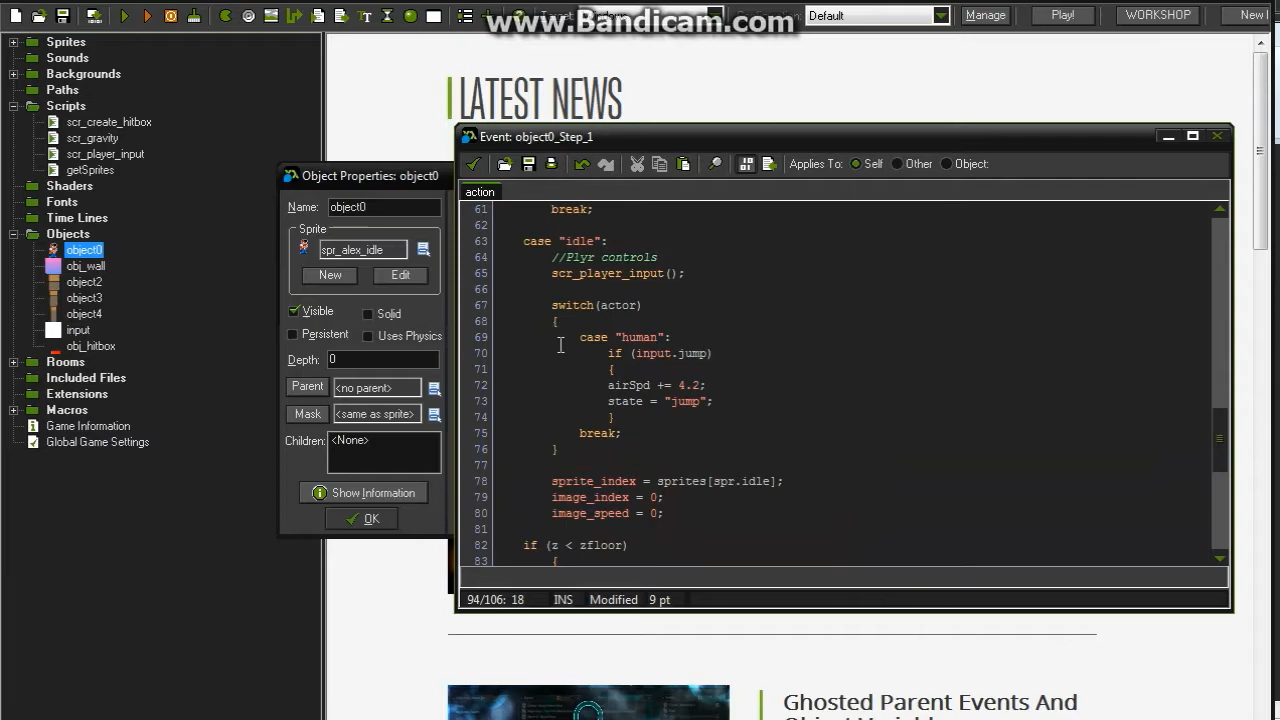 www.Bandicam.com
Default
Manage
Play!
WORKSHOP
New
Sprites
Sounds
Backgrounds
Paths
Scripts
scr_create_hitbox
scr_gravity
scr_player_input
getSprites
Shaders
Fonts
Time Lines
Objects
object0
obj_wall
object2
object3
object4
input
obj_hitbox
Rooms
Included Files
Extensions
Macros
Game Information
Global Game Settings
LATEST NEWS
Object Properties: object0
Name: object0
Sprite
spr_alex_idle
New Edit
Visible Solid
Persistent Uses Physics
Depth: 0
Parent <no parent>
Mask <same as sprite>
Children: <None>
Show Information
OK
Event: object0_Step_1
Applies To: Self Other Object:
action
61 break;
62
63 case "idle":
64 //Plyr controls
65 scr_player_input();
66
67 switch(actor)
68 {
69 case "human":
70 if (input.jump)
71 {
72 airSpd += 4.2;
73 state = "jump";
74 }
75 break;
76 }
77
78 sprite_index = sprites[spr.idle];
79 image_index = 0;
80 image_speed = 0;
81
82 if (z < zfloor)
83 {
94/106: 18 INS Modified 9 pt
Ghosted Parent Events And